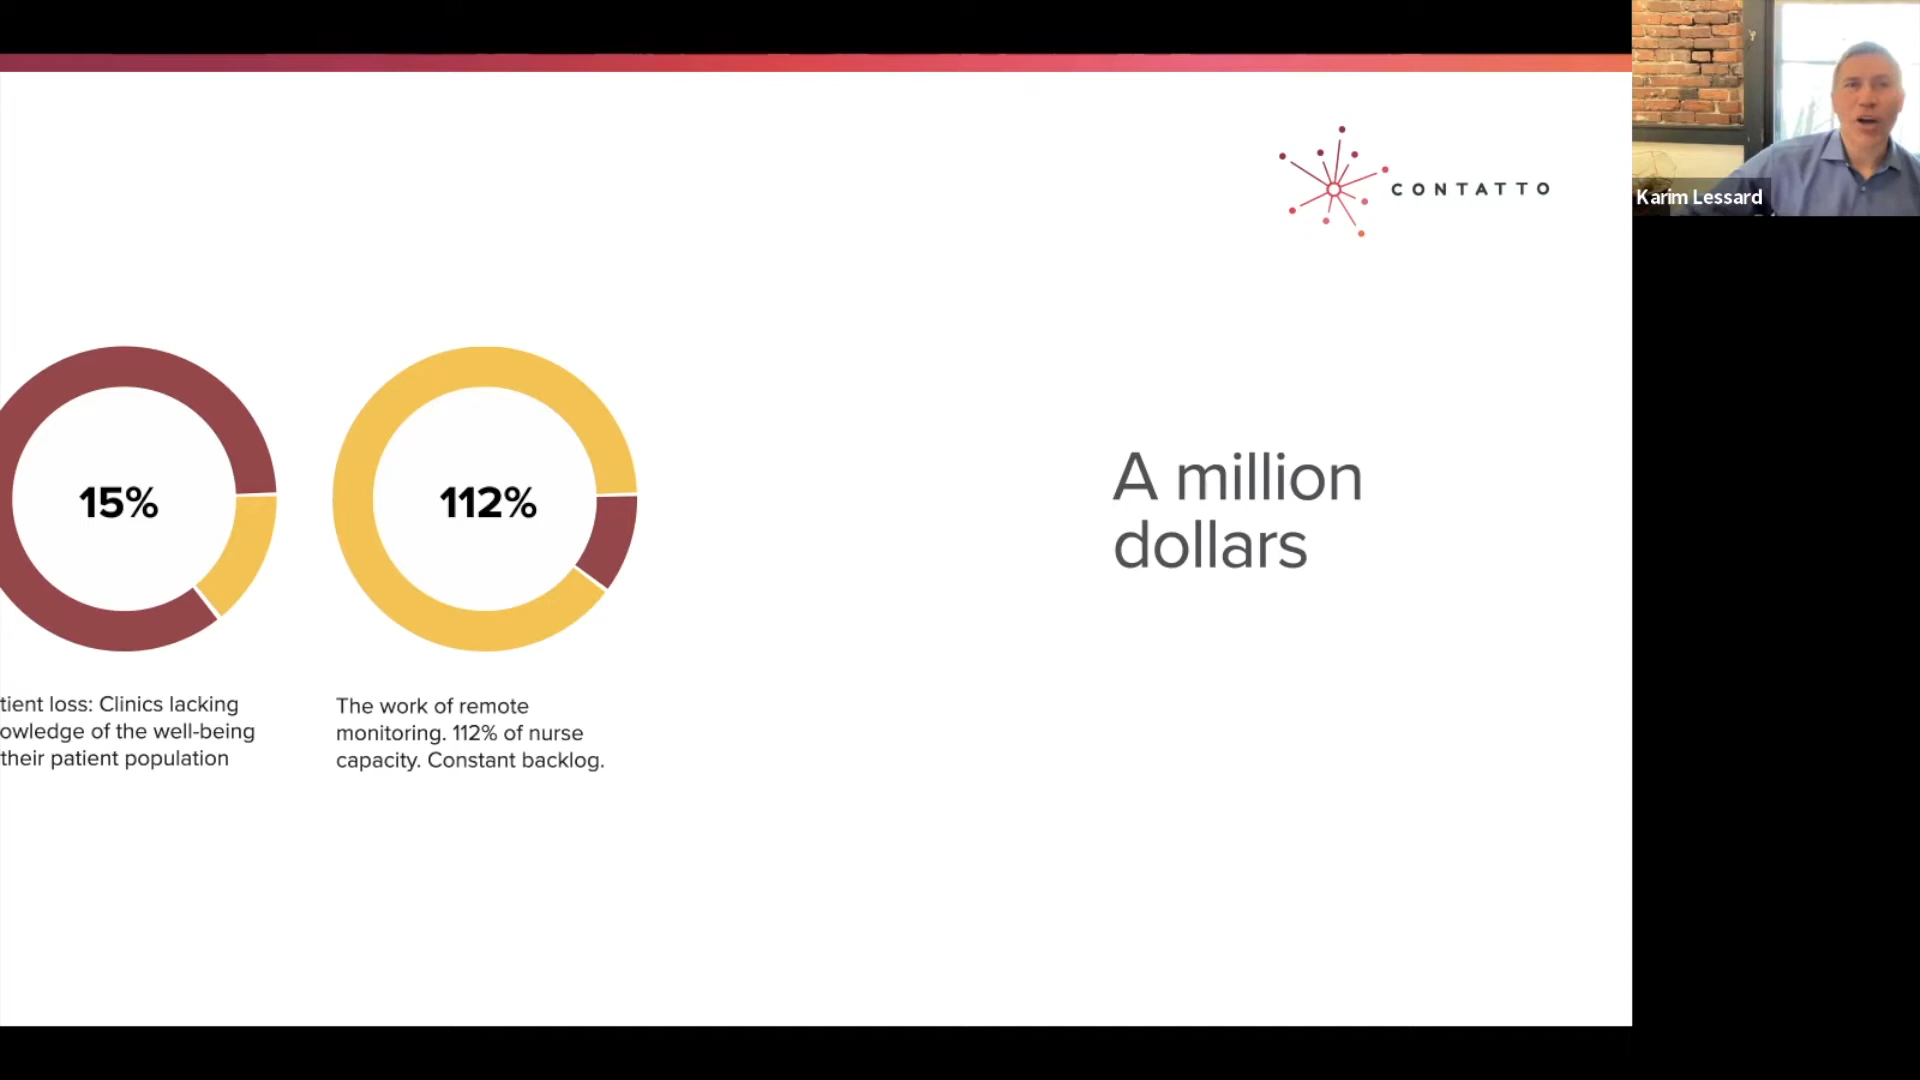 CONTATTO
Karim Lessard
15%
112%
A million
dollars
tient loss: Clinics lacking
owledge of the well-being
their patient population
The work of remote
monitoring. 112% of nurse
capacity. Constant backlog.